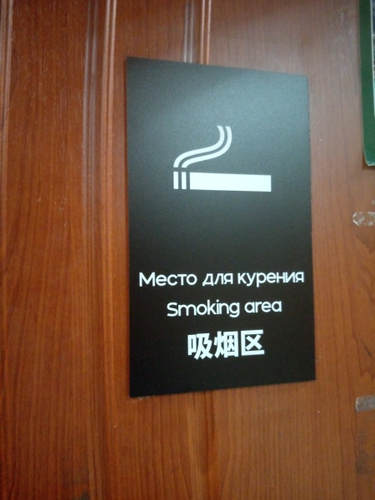 Место для курения
Smoking area
吸烟区